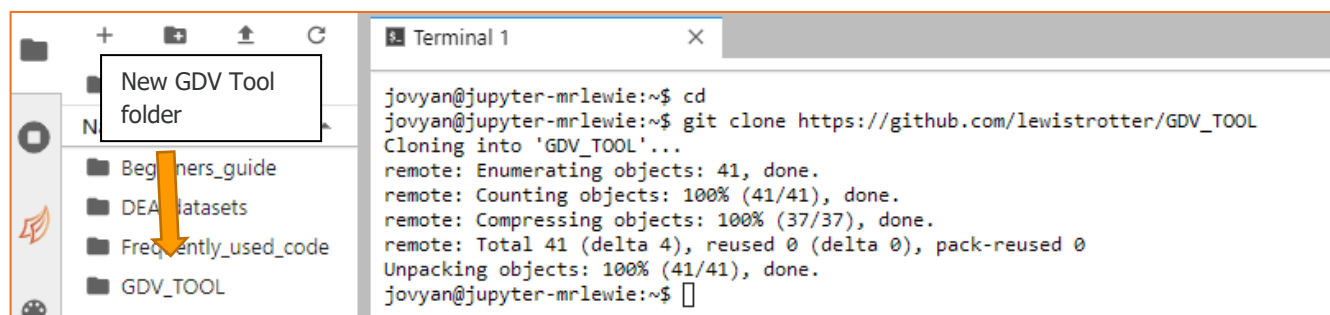 Terminal 1
New GDV Tool
folder
Beginners_guide
DEA_datasets
Frequently_used_code
GDV_TOOL
jovyan@jupyter-mrlewie:~$ cd
jovyan@jupyter-mrlewie:~$ git clone https://github.com/lewistrotter/GDV_TOOL
Cloning into 'GDV_TOOL'...
remote: Enumerating objects: 41, done.
remote: Counting objects: 100% (41/41), done.
remote: Compressing objects: 100% (37/37), done.
remote: Total 41 (delta 4), reused 0 (delta 0), pack-reused 0
Unpacking objects: 100% (41/41), done.
jovyan@jupyter-mrlewie:~$